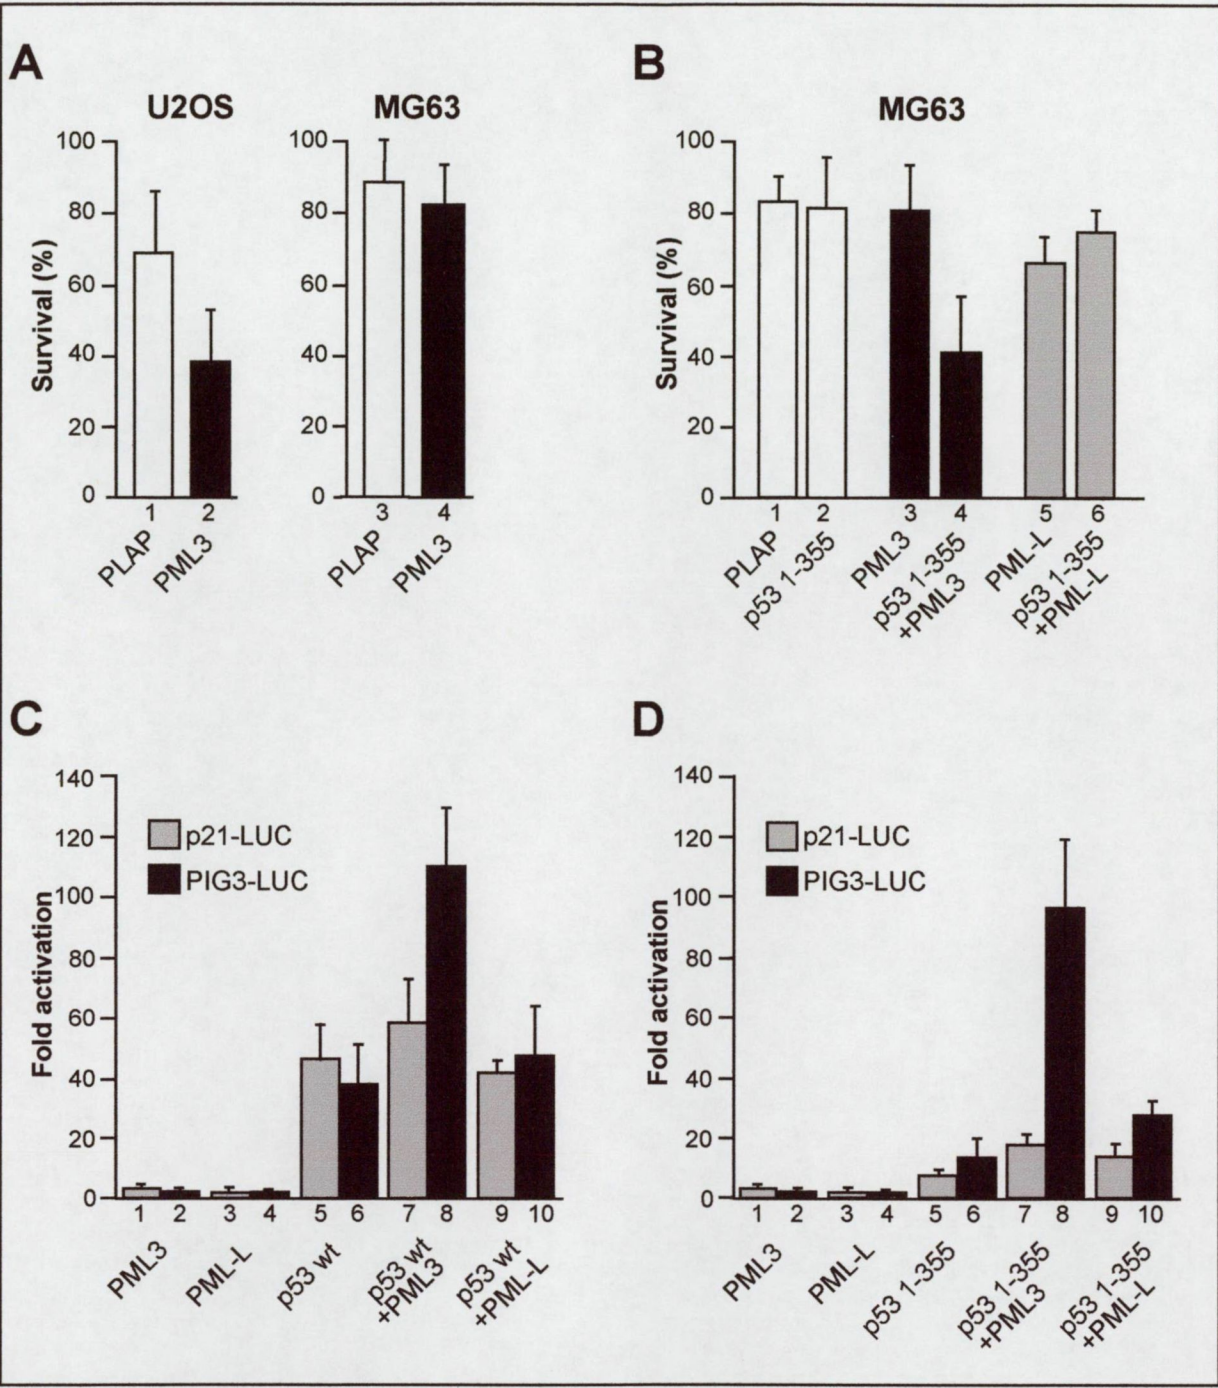 A
U2OS
MG63
Survival (%)
100
80
60
40
20
0
1
2
PLAP
PML3
100
80
60
40
20
0
3
4
PLAP
PML3
B
MG63
Survival (%)
100
80
60
40
20
0
1
2
3
4
5
6
PLAP
p53 1-355
PML3
p53 1-355
+PML3
PML-L
p53 1-355
+PML-L
C
Fold activation
140
120
100
80
60
40
20
0
p21-LUC
PIG3-LUC
1
2
3
4
5
6
7
8
9
10
PML3
PML-L
p53 wt
p53 wt
+PML3
p53 wt
+PML-L
D
Fold activation
140
120
100
80
60
40
20
0
p21-LUC
PIG3-LUC
1
2
3
4
5
6
7
8
9
10
PML3
PML-L
p53 1-355
p53 1-355
+PML3
p53 1-355
+PML-L